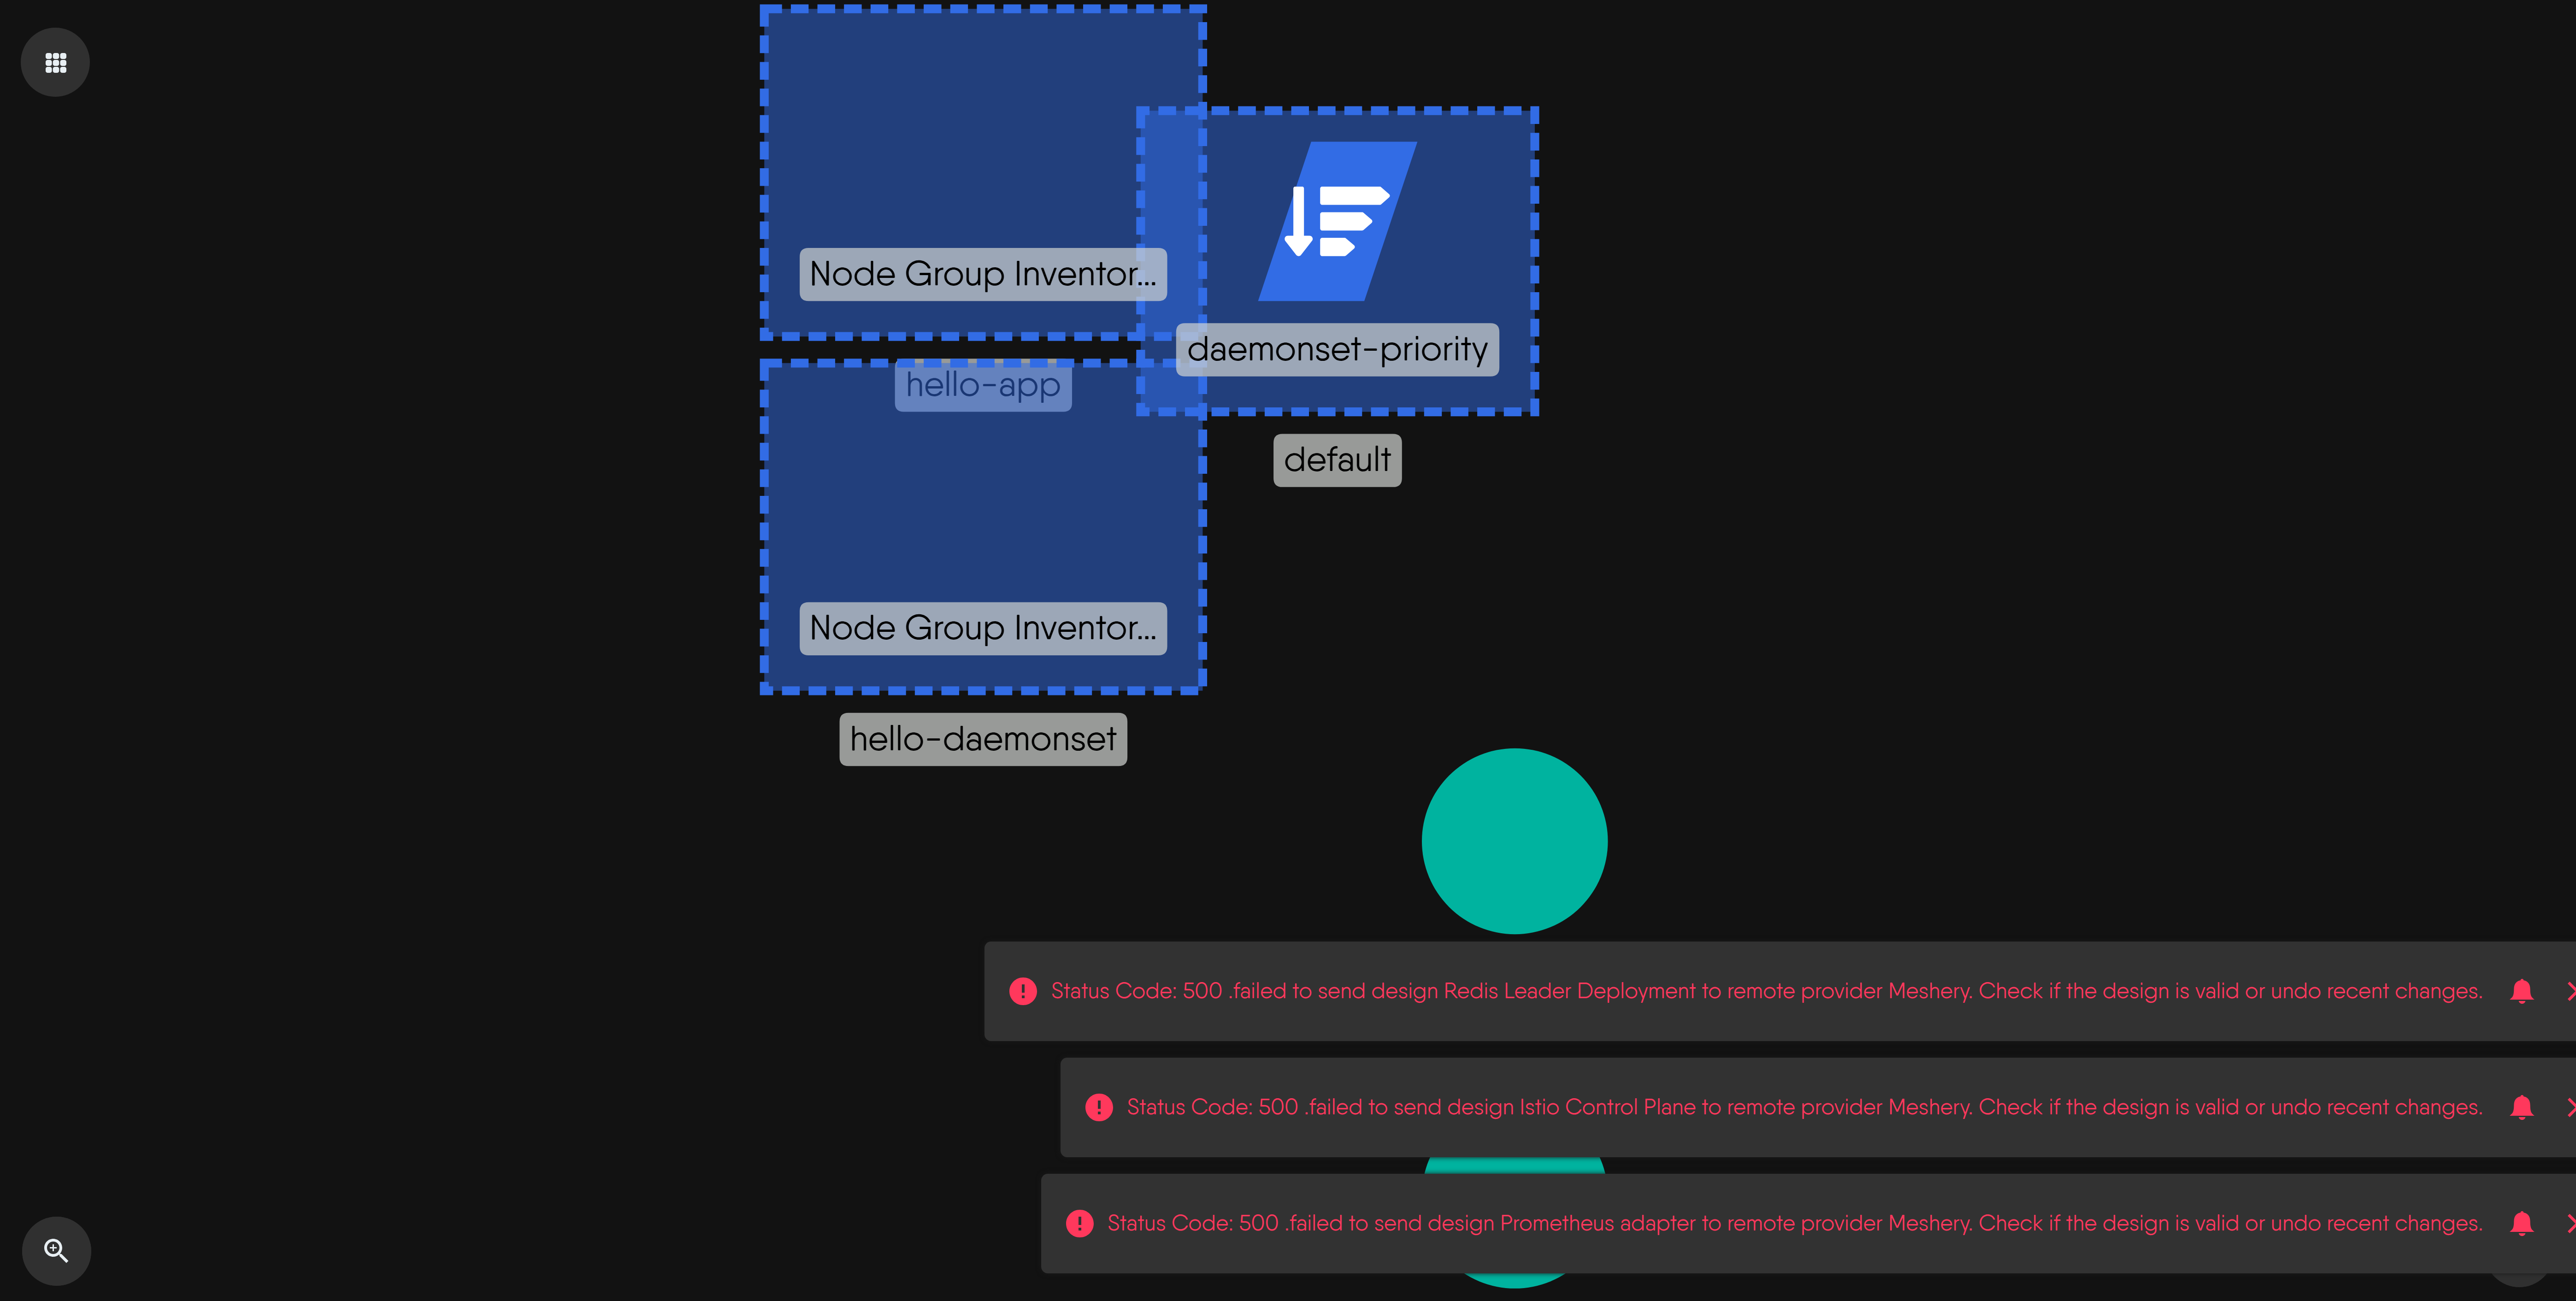 Node Group Inventor...
daemonset-priority
hello-app
default
Node Group Inventor...
hello-daemonset
Status Code: 500 .failed to send design Redis Leader Deployment to remote provider Meshery. Check if the design is valid or undo recent changes.
Status Code: 500 .failed to send design Istio Control Plane to remote provider Meshery. Check if the design is valid or undo recent changes.
Status Code: 500 .failed to send design Prometheus adapter to remote provider Meshery. Check if the design is valid or undo recent changes.